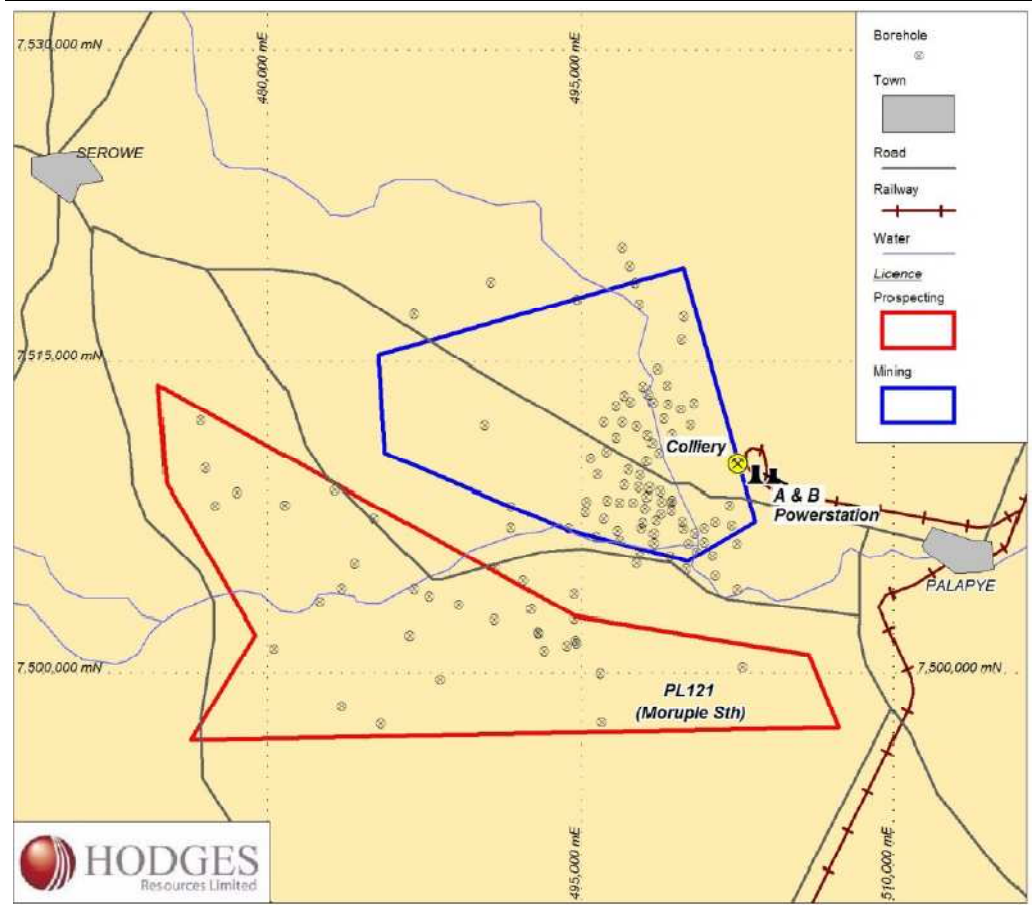 7,530,000 mN
480,000 mE
495,000 mE
Borehole
Town
Road
Railway
Water
Licence
Prospecting
Mining
SEROWE
7,515,000 mN
Colliery
A & B
Powerstation
PALAPYE
7,500,000 mN
7,500,000 mN
PL121
(Moruple Sth)
495,000 mE
510,000 mE
HODGES
Resources Limited